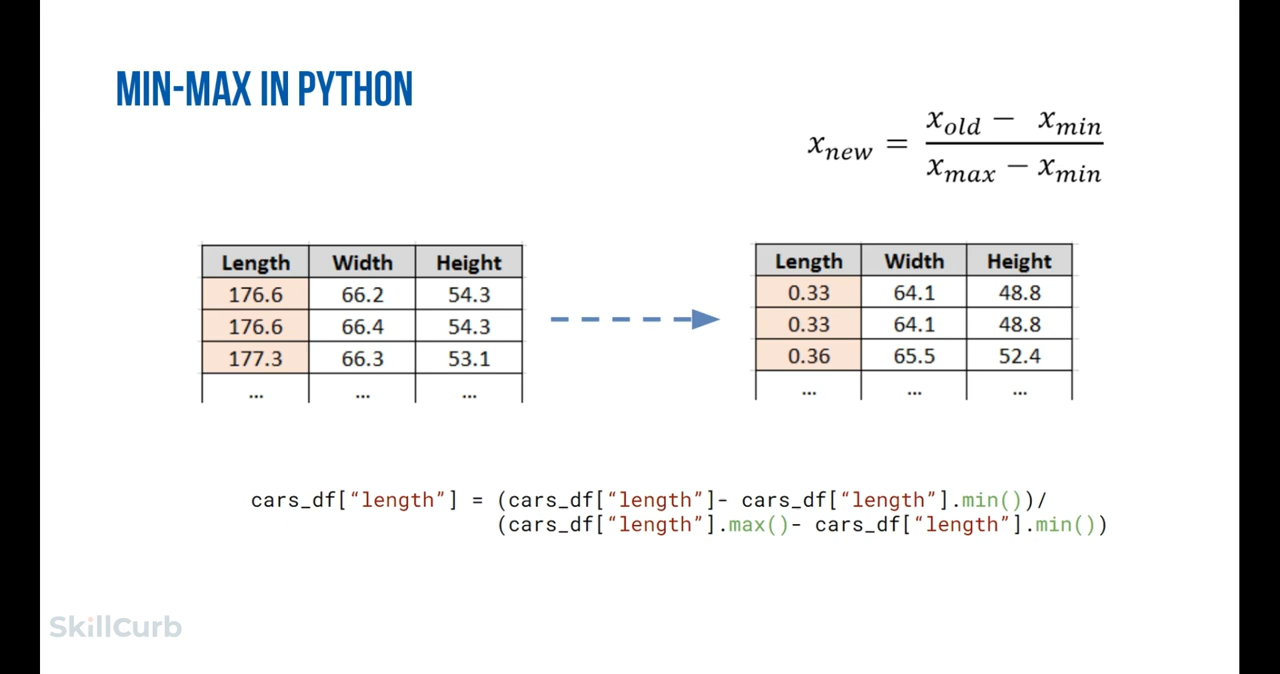 MIN-MAX IN PYTHON
x_new = (x_old − x_min) / (x_max − x_min)
Length Width Height
176.6 66.2 54.3
176.6 66.4 54.3
177.3 66.3 53.1
... ... ...
Length Width Height
0.33 64.1 48.8
0.33 64.1 48.8
0.36 65.5 52.4
... ... ...
cars_df[“length”] = (cars_df[“length”]- cars_df[“length”].min())/
(cars_df[“length”].max()- cars_df[“length”].min())
SkillCurb